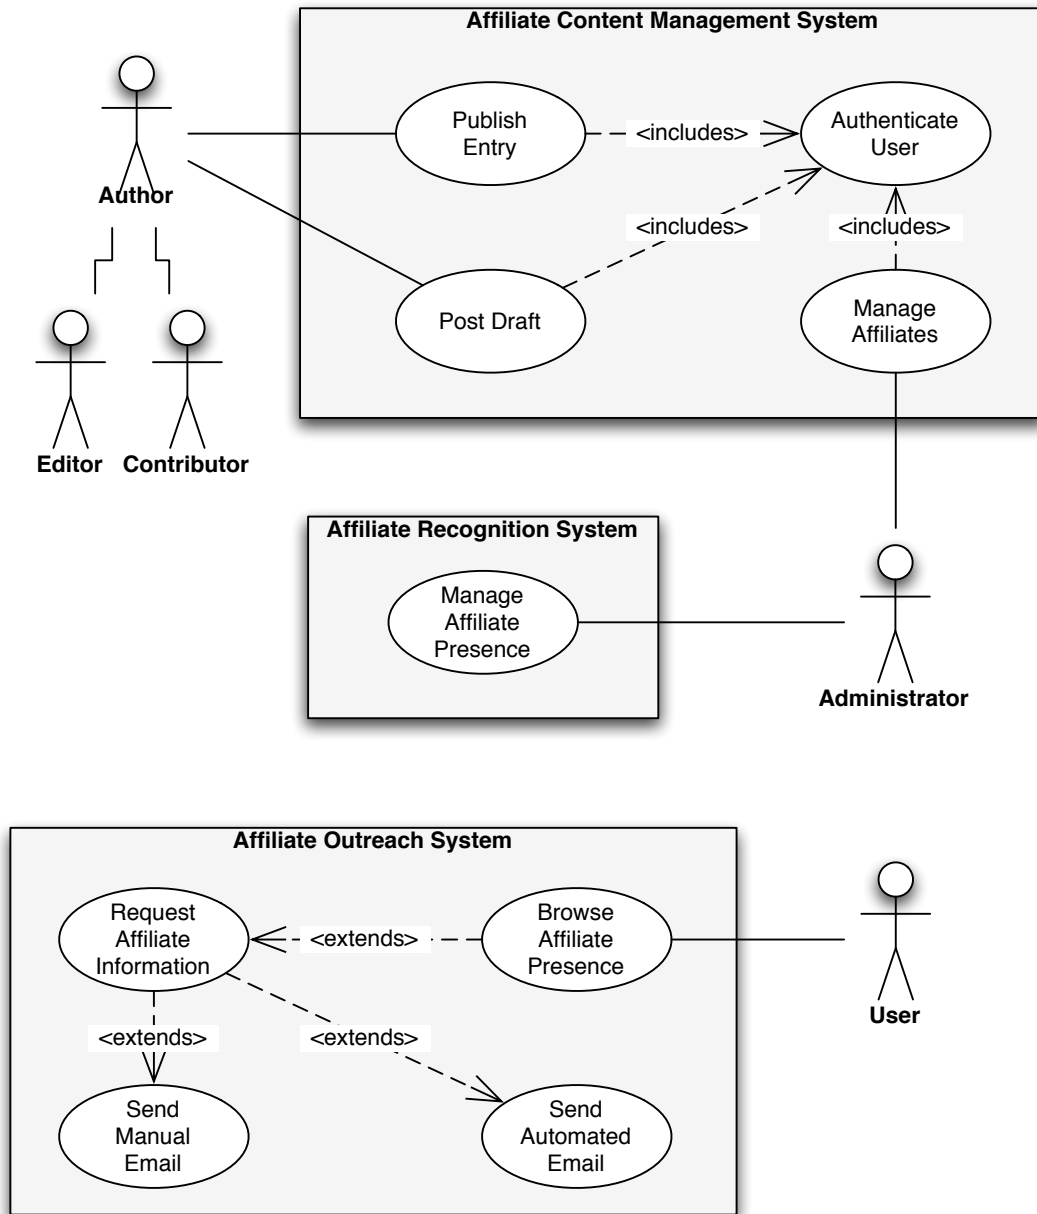 Affiliate Content Management System
Publish
Entry
<includes>
Authenticate
User
Author
<includes>
<includes>
Post Draft
Manage
Affiliates
Editor
Contributor
Affiliate Recognition System
Manage
Affiliate
Presence
Administrator
Affiliate Outreach System
Request
Affiliate
Information
<extends>
Browse
Affiliate
Presence
User
<extends>
<extends>
Send
Manual
Email
Send
Automated
Email